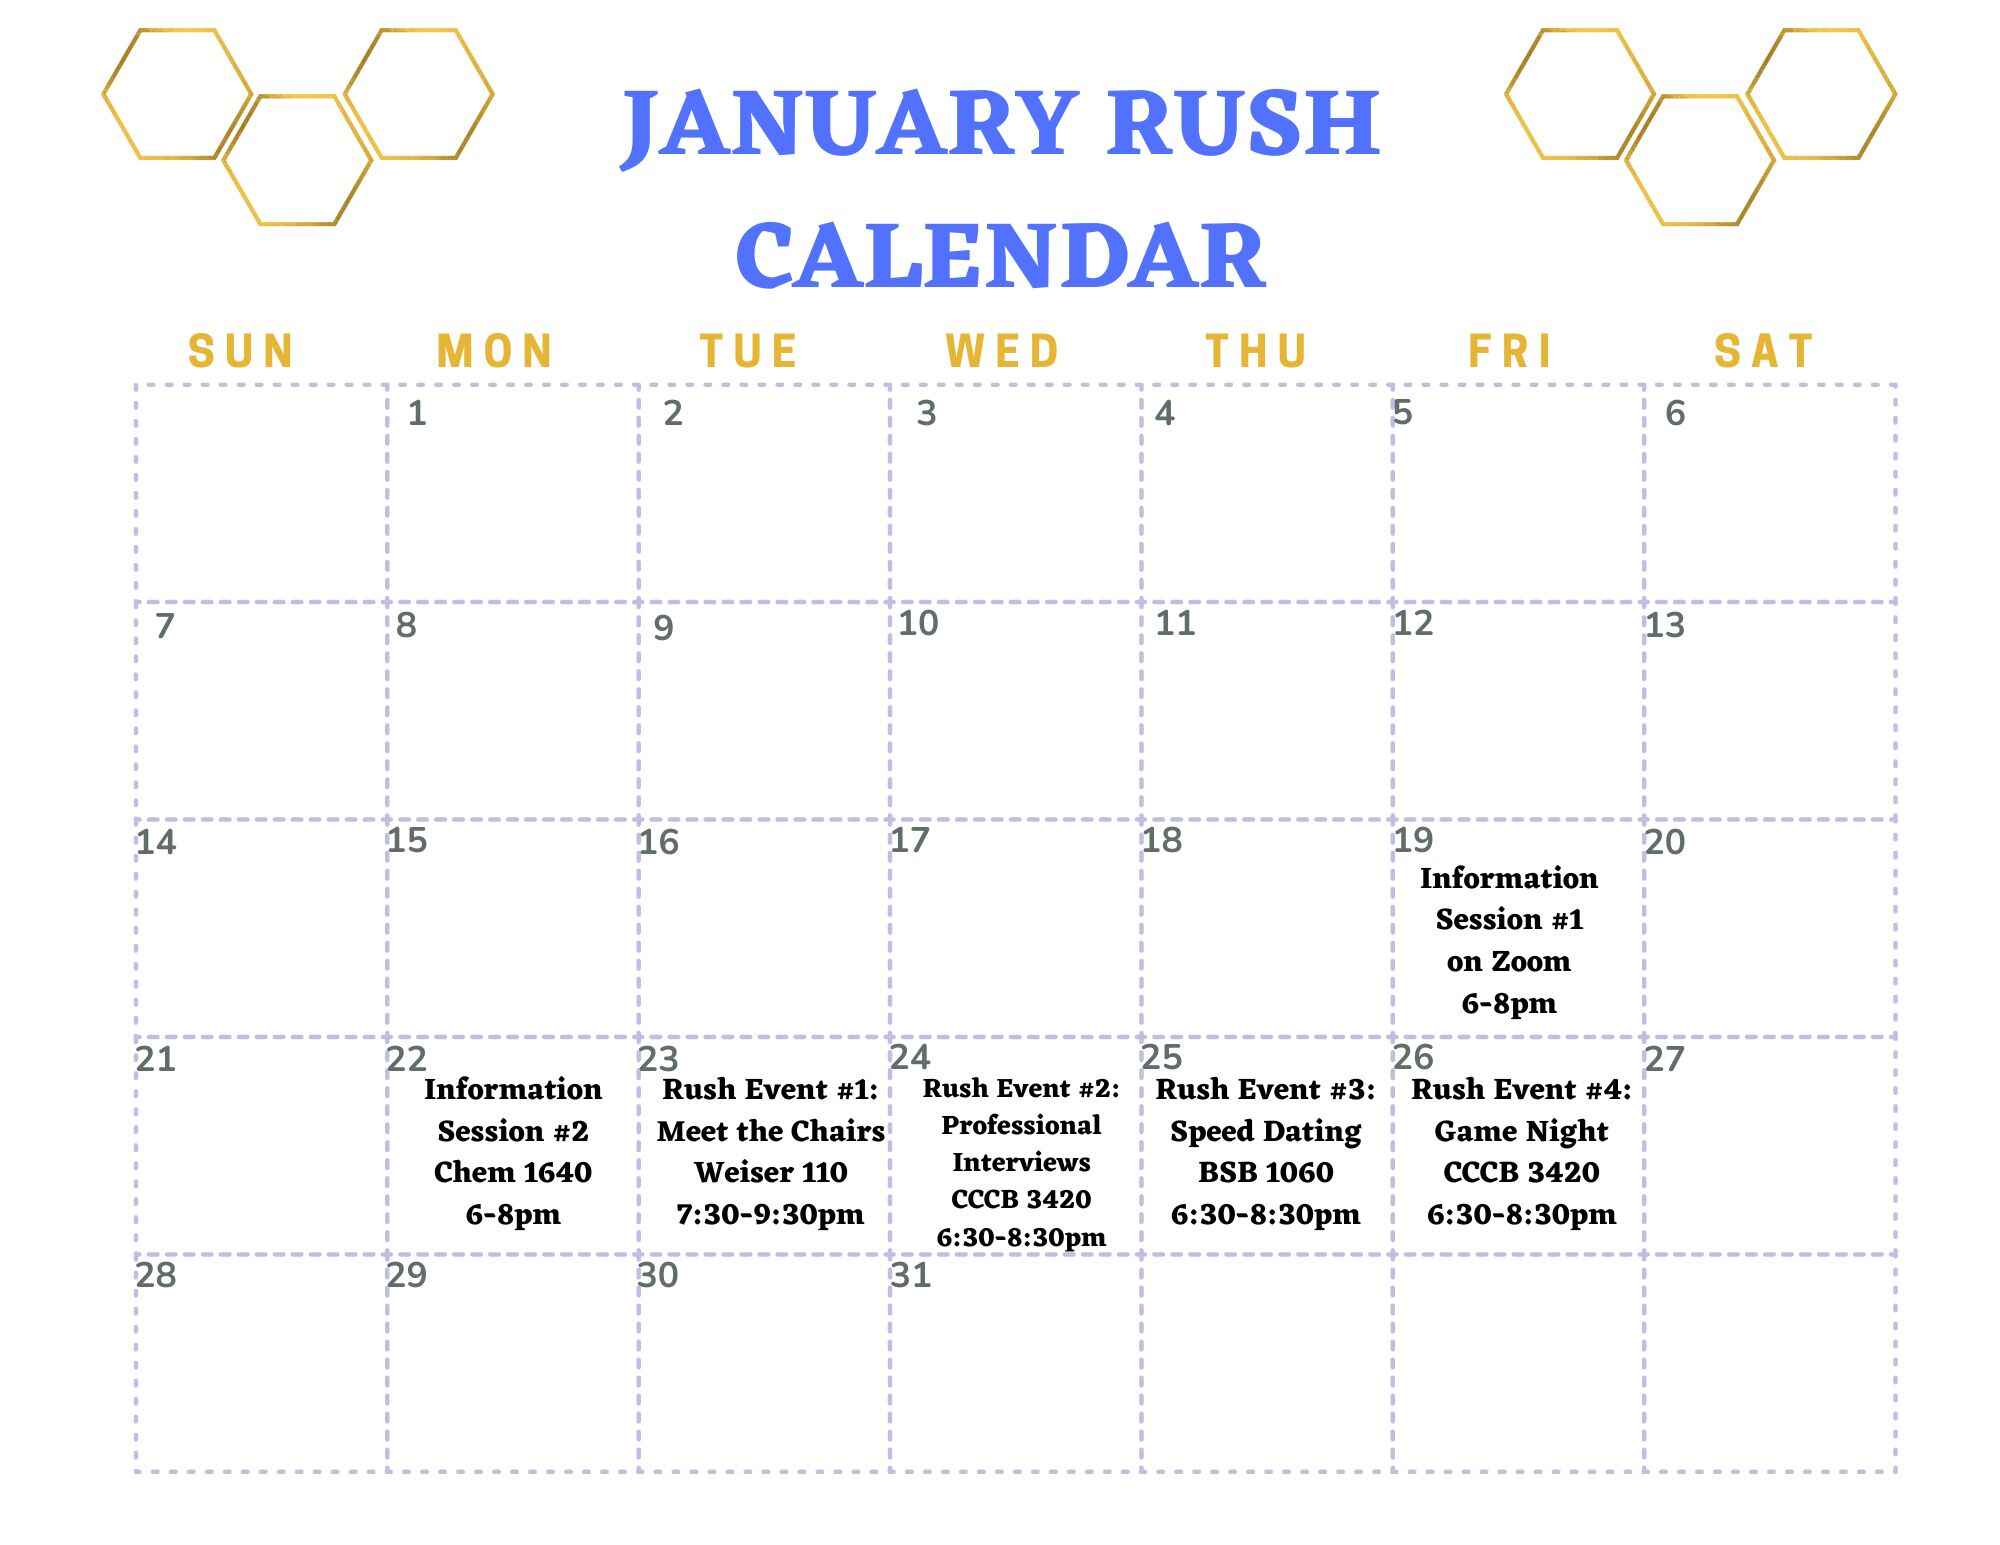 JANUARY RUSH
CALENDAR
SUN MON TUE WED THU FRI SAT
1 2 3 4 5 6
7 8 9 10 11 12 13
14 15 16 17 18 19 20
Information
Session #1
on Zoom
6-8pm
21 22 23 24 25 26 27
Information
Session #2
Chem 1640
6-8pm
Rush Event #1:
Meet the Chairs
Weiser 110
7:30-9:30pm
Rush Event #2:
Professional
Interviews
CCCB 3420
6:30-8:30pm
Rush Event #3:
Speed Dating
BSB 1060
6:30-8:30pm
Rush Event #4:
Game Night
CCCB 3420
6:30-8:30pm
28 29 30 31